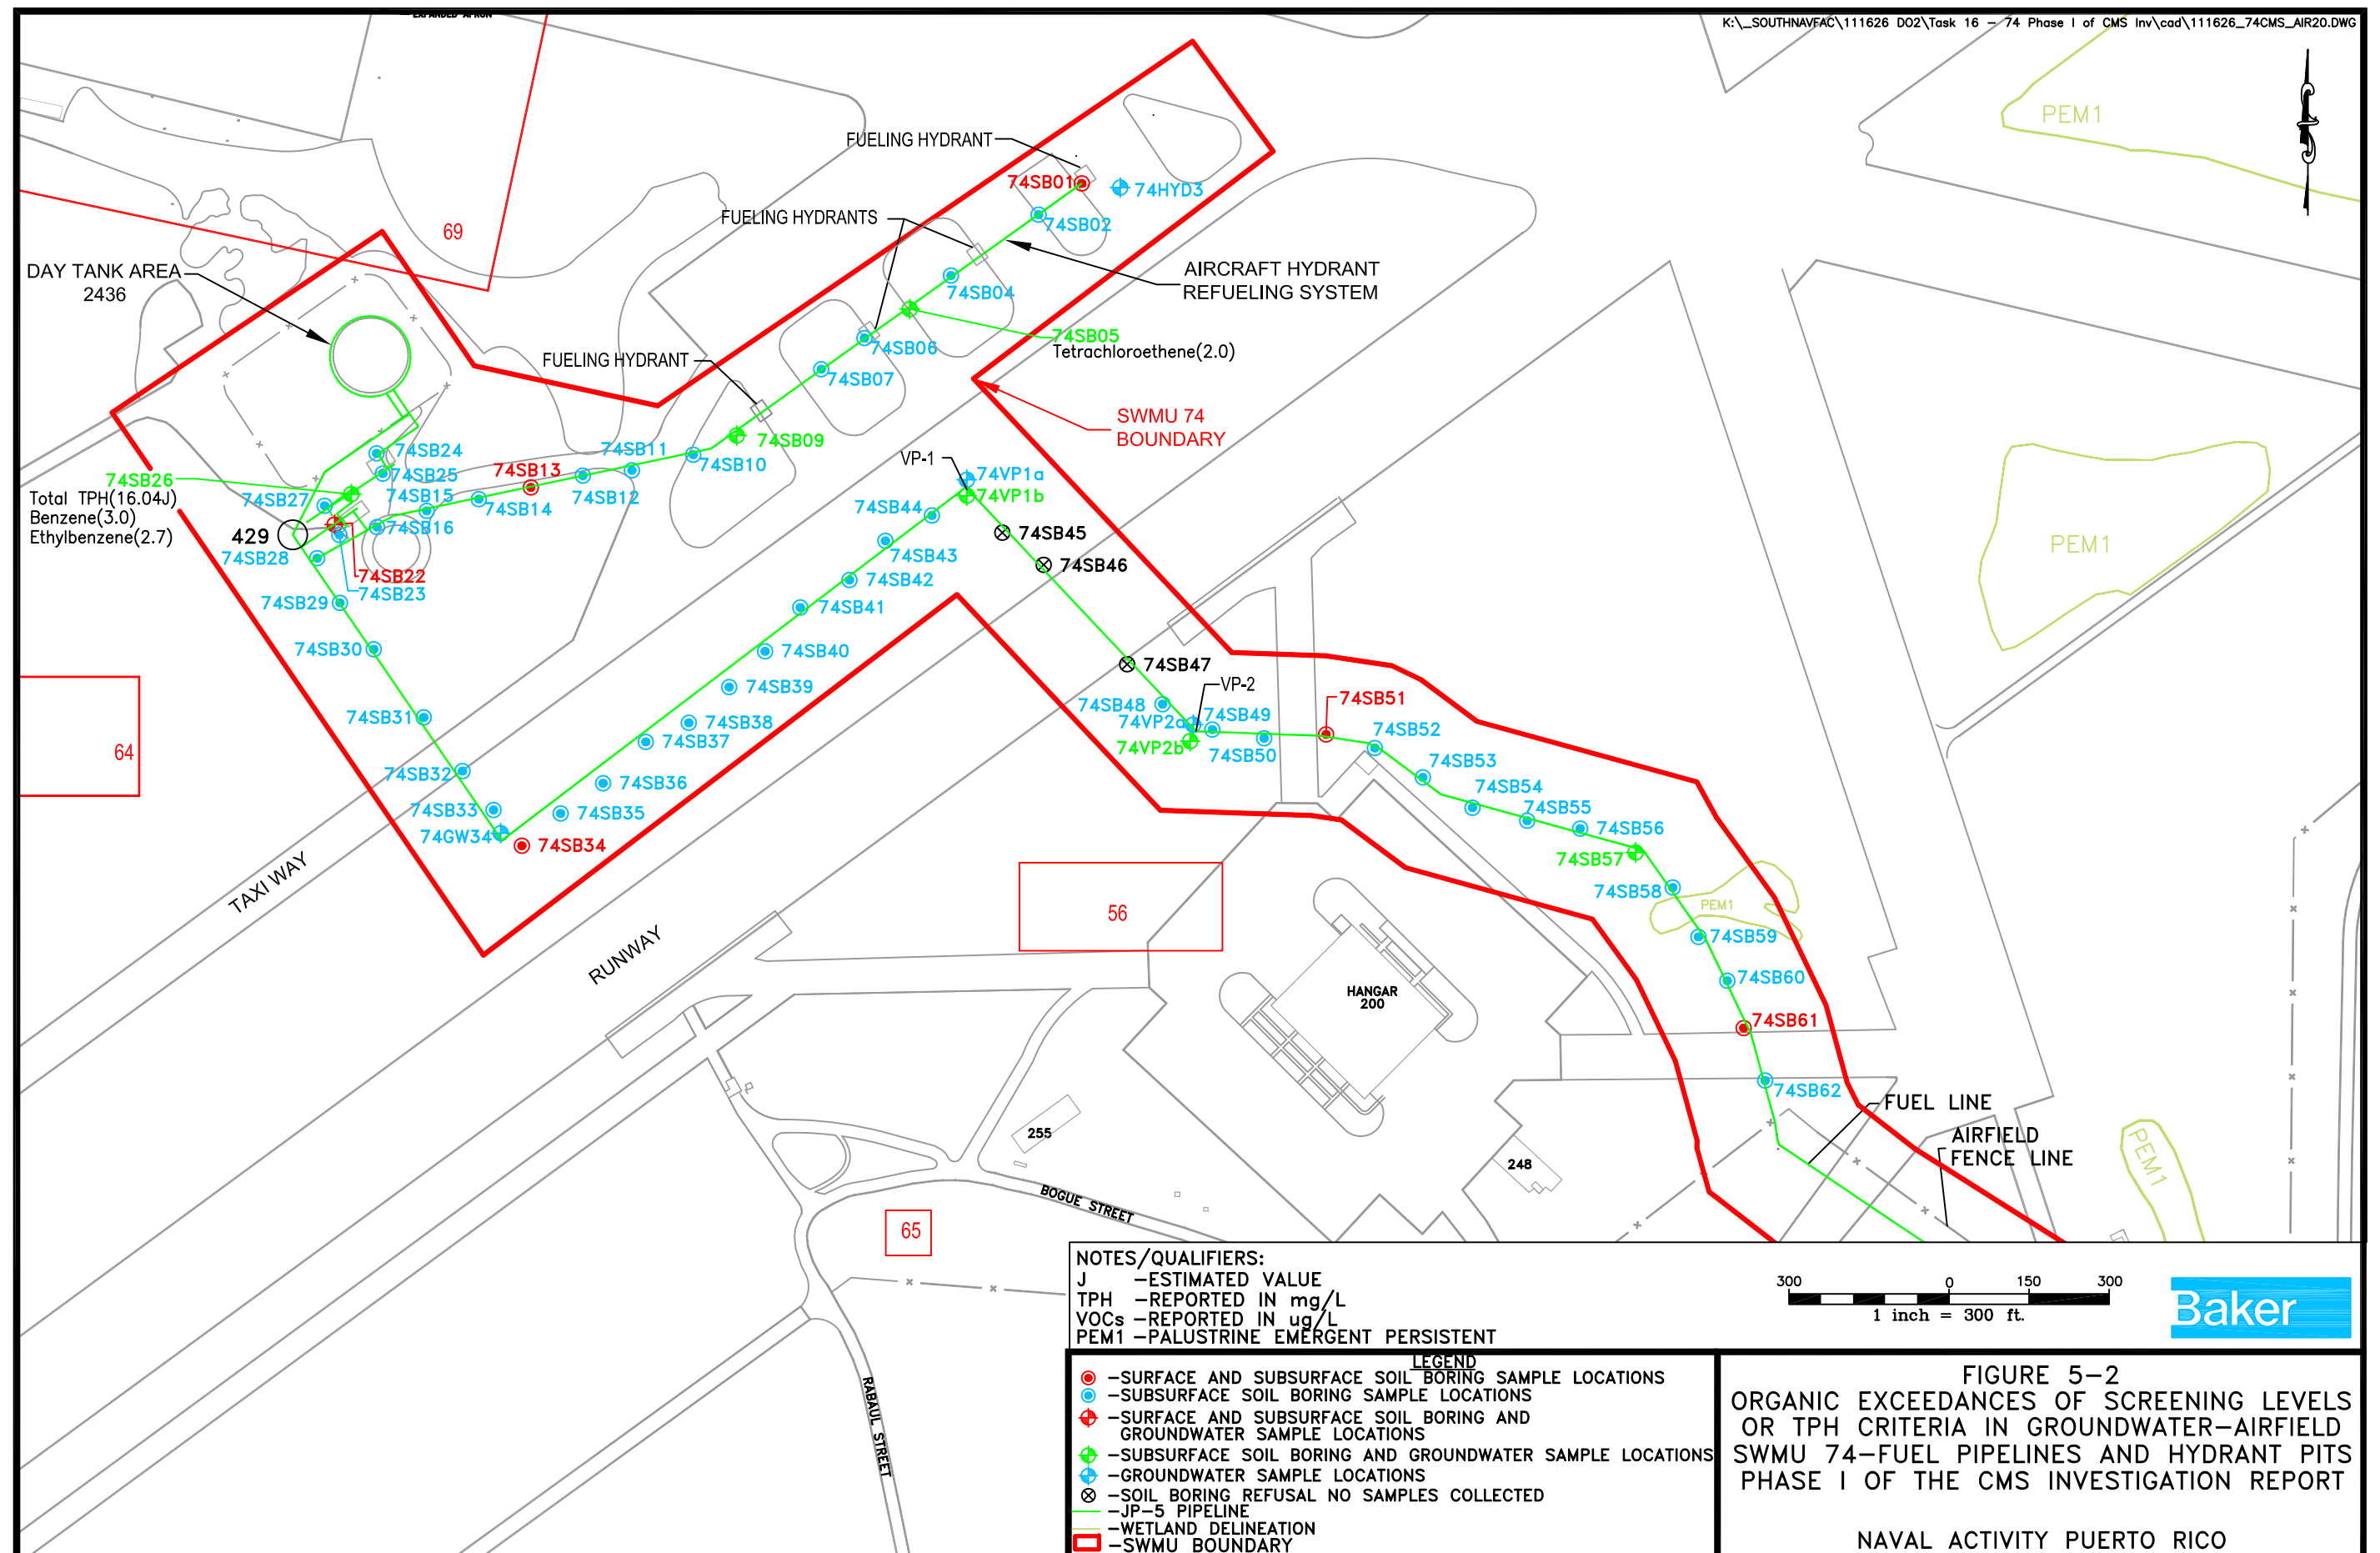 EXPANDED APRON
K:\_SOUTHNAVFAC\111626 DO2\Task 16 - 74 Phase I of CMS Inv\cad\111626_74CMS_AIR20.DWG
PEM1
FUELING HYDRANT
74SB01
74HYD3
FUELING HYDRANTS
74SB02
69
DAY TANK AREA
2436
AIRCRAFT HYDRANT
REFUELING SYSTEM
74SB04
74SB05
Tetrachloroethene(2.0)
74SB06
FUELING HYDRANT
74SB07
SWMU 74
BOUNDARY
74SB09
74SB24
74SB11
74SB10
VP-1
74VP1a
74SB25
74SB13
74SB26
74SB12
74VP1b
Total TPH(16.04J)
Benzene(3.0)
Ethylbenzene(2.7)
74SB27
74SB15
74SB14
74SB44
74SB16
429
74SB45
PEM1
74SB28
74SB43
74SB46
74SB22
74SB42
74SB23
74SB29
74SB41
74SB30
74SB40
74SB47
VP-2
74SB39
74SB51
74SB31
74SB38
74SB48
74SB49
74VP2a
74SB52
64
74SB37
74VP2b
74SB50
74SB32
74SB36
74SB53
74SB54
74SB33
74SB35
74SB55
74GW34
74SB34
74SB56
74SB57
TAXI WAY
74SB58
PEM1
56
RUNWAY
74SB59
74SB60
HANGAR
200
74SB61
74SB62
FUEL LINE
255
AIRFIELD
FENCE LINE
248
PEM1
BOGUE STREET
65
RABAUL STREET
NOTES/QUALIFIERS:
J -ESTIMATED VALUE
TPH -REPORTED IN mg/L
VOCs -REPORTED IN ug/L
PEM1 -PALUSTRINE EMERGENT PERSISTENT
300 0 150 300
1 inch = 300 ft.
Baker
LEGEND
-SURFACE AND SUBSURFACE SOIL BORING SAMPLE LOCATIONS
-SUBSURFACE SOIL BORING SAMPLE LOCATIONS
-SURFACE AND SUBSURFACE SOIL BORING AND
GROUNDWATER SAMPLE LOCATIONS
-SUBSURFACE SOIL BORING AND GROUNDWATER SAMPLE LOCATIONS
-GROUNDWATER SAMPLE LOCATIONS
-SOIL BORING REFUSAL NO SAMPLES COLLECTED
-JP-5 PIPELINE
-WETLAND DELINEATION
-SWMU BOUNDARY
FIGURE 5-2
ORGANIC EXCEEDANCES OF SCREENING LEVELS
OR TPH CRITERIA IN GROUNDWATER-AIRFIELD
SWMU 74-FUEL PIPELINES AND HYDRANT PITS
PHASE I OF THE CMS INVESTIGATION REPORT
NAVAL ACTIVITY PUERTO RICO